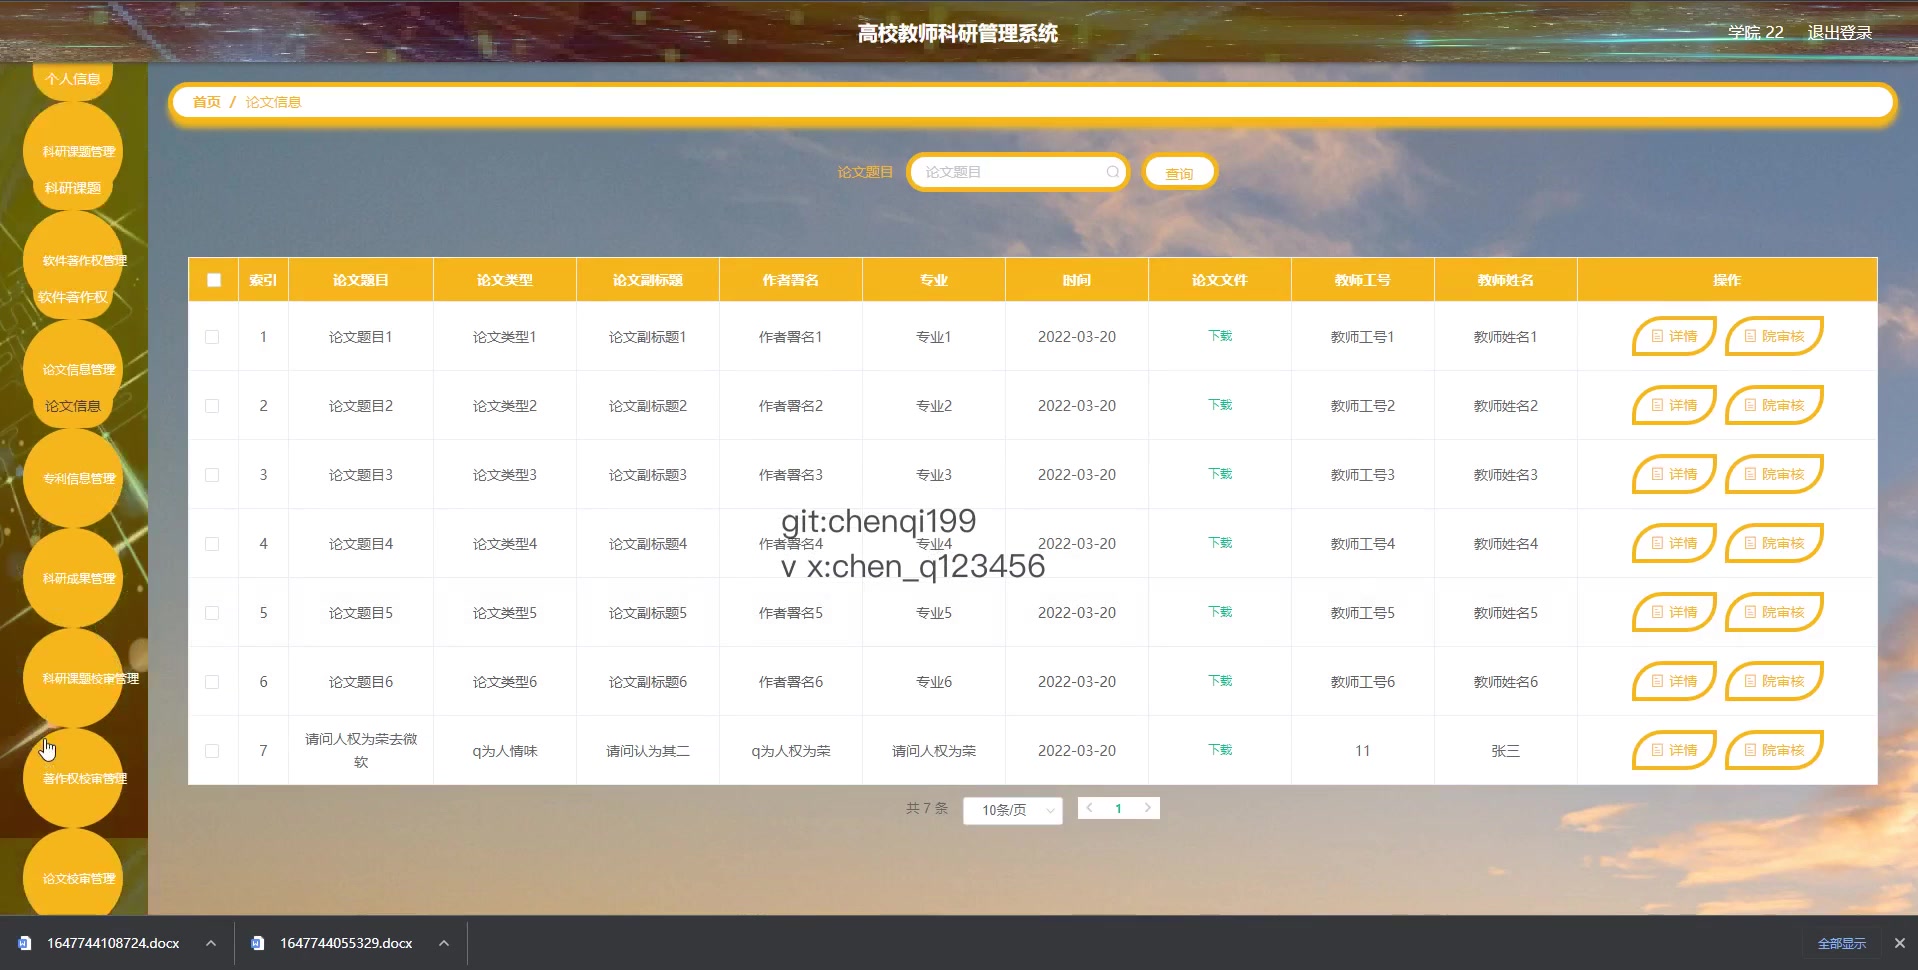 高校教师科研管理系统
学院 22 退出登录
个人信息
科研课题管理
科研课题
软件著作权管理
软件著作权
论文信息管理
论文信息
专利信息管理
科研成果管理
科研课题校审管理
著作权校审管理
论文校审管理
首页 / 论文信息
论文题目 论文题目 查询
索引 论文题目 论文类型 论文副标题 作者署名 专业 时间 论文文件 教师工号 教师姓名 操作
1 论文题目1 论文类型1 论文副标题1 作者署名1 专业1 2022-03-20 下载 教师工号1 教师姓名1 详情 院审核
2 论文题目2 论文类型2 论文副标题2 作者署名2 专业2 2022-03-20 下载 教师工号2 教师姓名2 详情 院审核
3 论文题目3 论文类型3 论文副标题3 作者署名3 专业3 2022-03-20 下载 教师工号3 教师姓名3 详情 院审核
git:chenqi199
4 论文题目4 论文类型4 论文副标题4 作者署名4 专业4 2022-03-20 下载 教师工号4 教师姓名4 详情 院审核
v x:chen_q123456
5 论文题目5 论文类型5 论文副标题5 作者署名5 专业5 2022-03-20 下载 教师工号5 教师姓名5 详情 院审核
6 论文题目6 论文类型6 论文副标题6 作者署名6 专业6 2022-03-20 下载 教师工号6 教师姓名6 详情 院审核
7 请问人权为荣去微软 q为人情味 请问认为其二 q为人权为荣 请问人权为荣 2022-03-20 下载 11 张三 详情 院审核
共 7 条 10条/页 1
1647744108724.docx 1647744055329.docx 全部显示